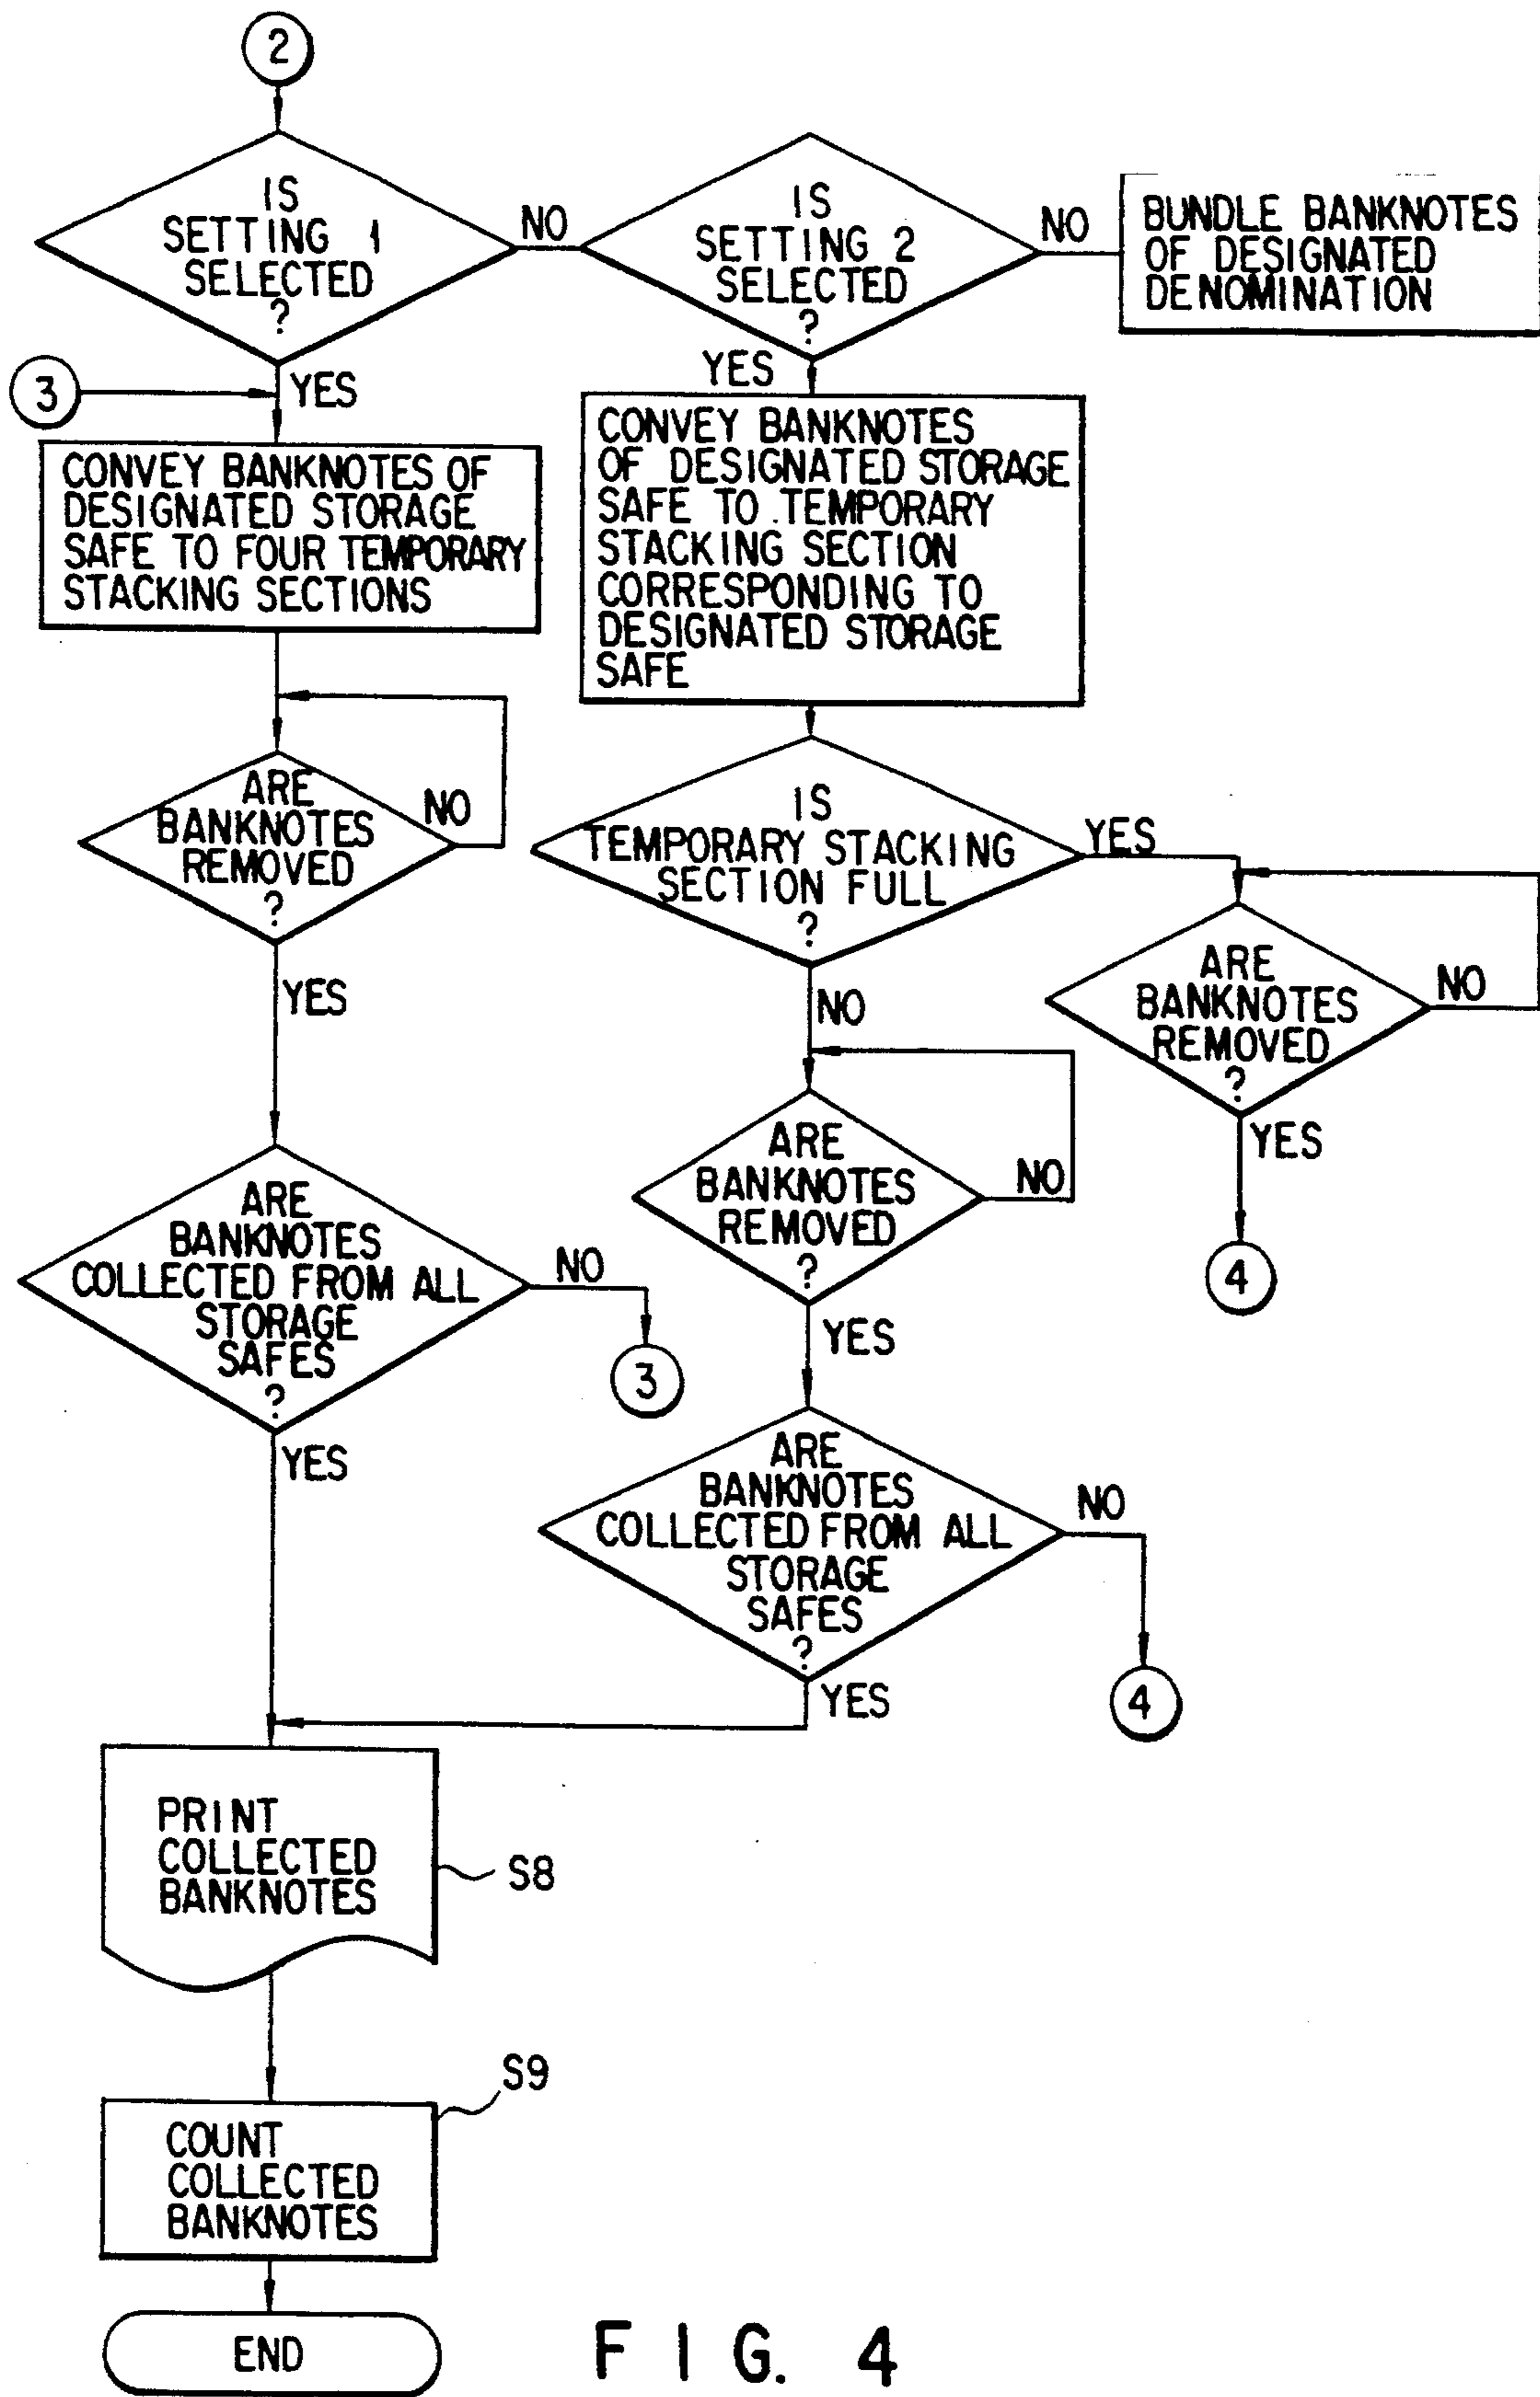 2
IS
SETTING 1
SELECTED
?
NO
IS
SETTING 2
SELECTED
?
NO
BUNDLE BANKNOTES
OF DESIGNATED
DENOMINATION
3
YES
CONVEY BANKNOTES OF
DESIGNATED STORAGE
SAFE TO FOUR TEMPORARY
STACKING SECTIONS
YES
CONVEY BANKNOTES
OF DESIGNATED STORAGE
SAFE TO TEMPORARY
STACKING SECTION
CORRESPONDING TO
DESIGNATED STORAGE
SAFE
ARE
BANKNOTES
REMOVED
?
NO
YES
IS
TEMPORARY STACKING
SECTION FULL
?
YES
NO
ARE
BANKNOTES
REMOVED
?
NO
YES
4
ARE
BANKNOTES
REMOVED
?
NO
YES
ARE
BANKNOTES
COLLECTED FROM ALL
STORAGE
SAFES
?
NO
3
YES
ARE
BANKNOTES
COLLECTED FROM ALL
STORAGE
SAFES
?
NO
4
YES
PRINT
COLLECTED
BANKNOTES
S8
S9
COUNT
COLLECTED
BANKNOTES
END
FIG. 4